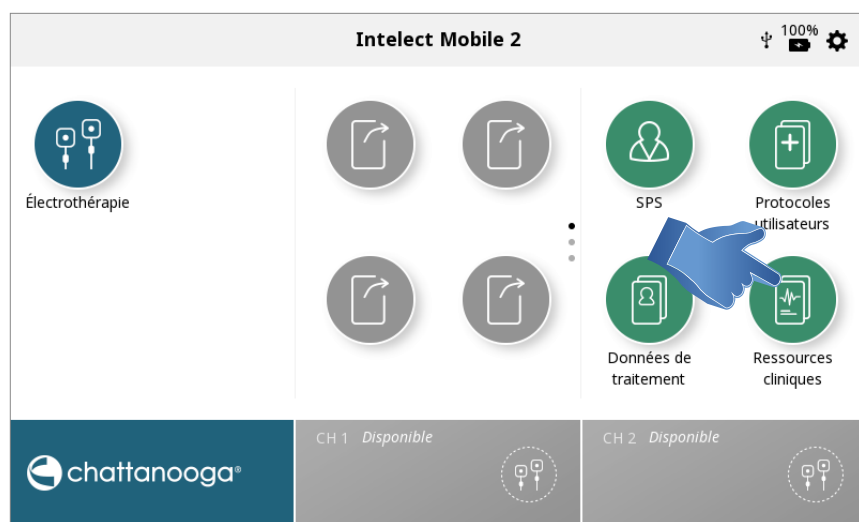 Intelect Mobile 2
100%
Électrothérapie
SPS
Protocoles
utilisateurs
Données de
traitement
Ressources
cliniques
chattanooga®
CH 1 Disponible
CH 2 Disponible